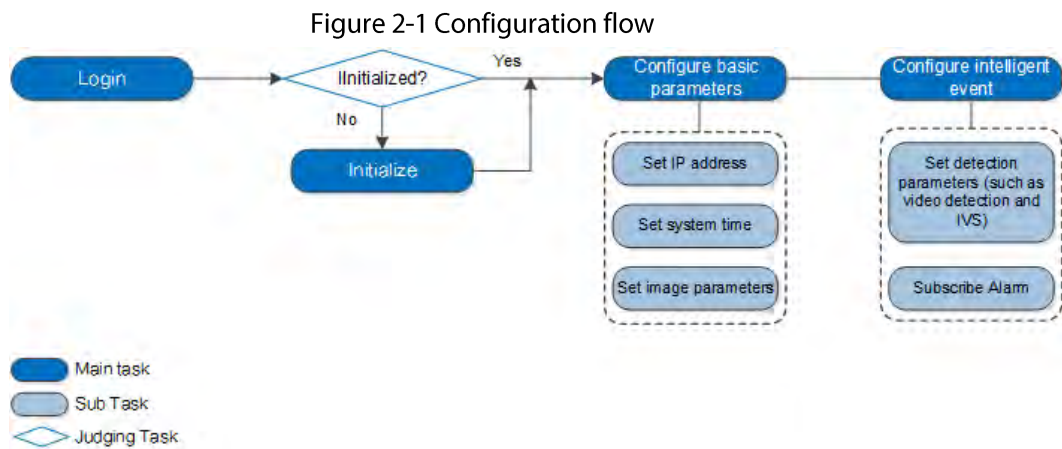 Figure 2-1 Configuration flow
Login
IInitialized?
Yes
No
Initialize
Configure basic
parameters
Set IP address
Set system time
Set image parameters
Configure intelligent
event
Set detection
parameters (such as
video detection and
IVS)
Subscribe Alarm
Main task
Sub Task
Judging Task